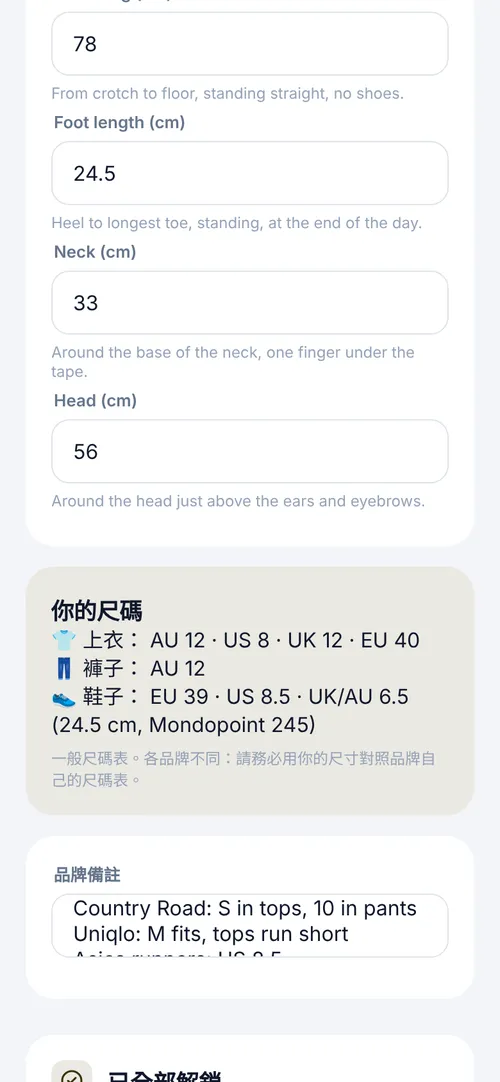 78
From crotch to floor, standing straight, no shoes.
Foot length (cm)
24.5
Heel to longest toe, standing, at the end of the day.
Neck (cm)
33
Around the base of the neck, one finger under the
tape.
Head (cm)
56
Around the head just above the ears and eyebrows.
你的尺碼
👕 上衣： AU 12 · US 8 · UK 12 · EU 40
👖 褲子： AU 12
👟 鞋子： EU 39 · US 8.5 · UK/AU 6.5
(24.5 cm, Mondopoint 245)
一般尺碼表。各品牌不同：請務必用你的尺寸對照品牌自
己的尺碼表。
品牌備註
Country Road: S in tops, 10 in pants
Uniqlo: M fits, tops run short
已全部解鎖